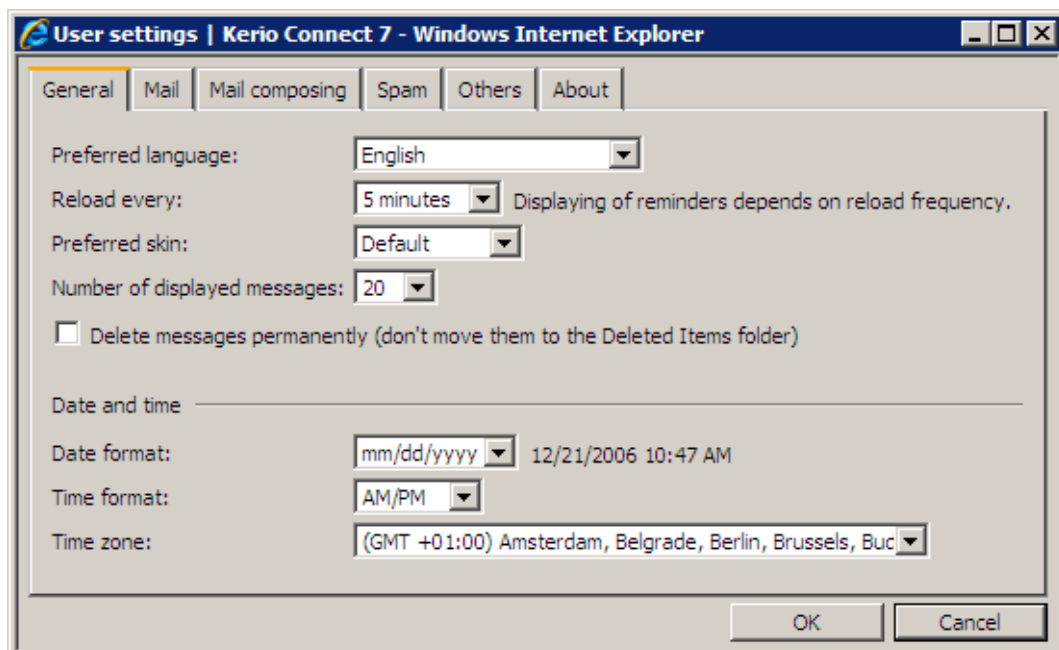 User settings | Kerio Connect 7 - Windows Internet Explorer
General Mail Mail composing Spam Others About
Preferred language: English
Reload every: 5 minutes Displaying of reminders depends on reload frequency.
Preferred skin: Default
Number of displayed messages: 20
Delete messages permanently (don't move them to the Deleted Items folder)
Date and time
Date format: mm/dd/yyyy 12/21/2006 10:47 AM
Time format: AM/PM
Time zone: (GMT +01:00) Amsterdam, Belgrade, Berlin, Brussels, Buc
OK Cancel